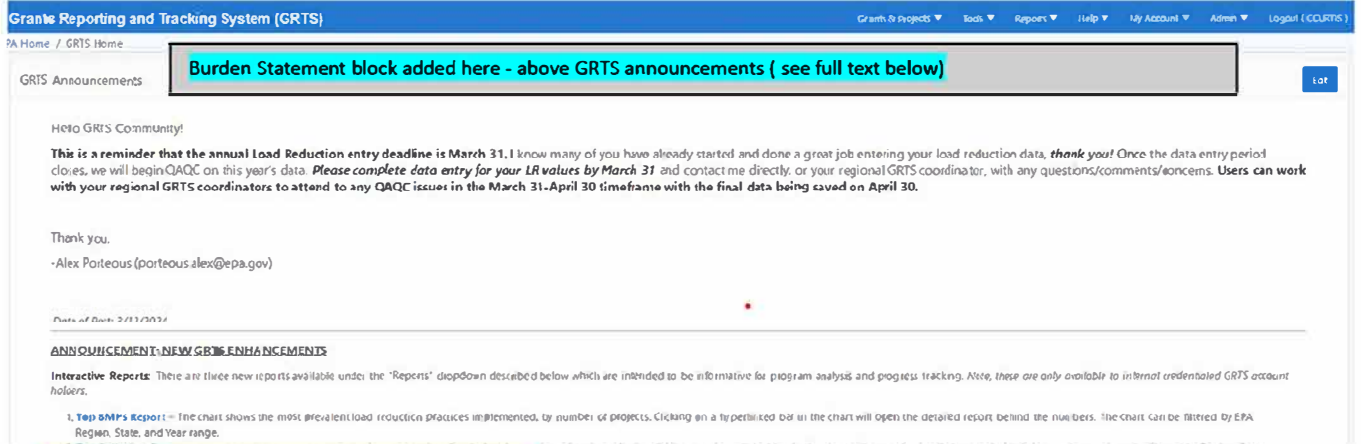 Grants Reporting and Tracking System (GRTS)
Grants & Projects ▼ Tools ▼ Reports ▼ Help ▼ My Account ▼ Admin ▼ Logout ( CCURTIS )
PA Home / GRTS Home
Burden Statement block added here - above GRTS announcements ( see full text below)
GRTS Announcements
Edit
Hello GRTS Community!
This is a reminder that the annual Load Reduction entry deadline is March 31. I know many of you have already started and done a great job entering your load reduction data, thank you! Once the data entry period
closes, we will begin QAQC on this year's data. Please complete data entry for your LR values by March 31 and contact me directly, or your regional GRTS coordinator, with any questions/comments/concerns. Users can work
with your regional GRTS coordinators to attend to any QAQC issues in the March 31-April 30 timeframe with the final data being saved on April 30.
Thank you,
-Alex Porteous (porteous.alex@epa.gov)
Date of Post: 3/11/2024
ANNOUNCEMENT: NEW GRTS ENHANCEMENTS
Interactive Reports: There are three new reports available under the "Reports" dropdown described below which are intended to be informative for program analysis and progress tracking. Note, these are only available to internal credentialed GRTS account
holders.
1. Top BMPs Report - The chart shows the most prevalent load reduction practices implemented, by number of projects. Clicking on a hyperlinked bar in the chart will open the detailed report behind the numbers. The chart can be filtered by EPA
Region, State, and Year range.